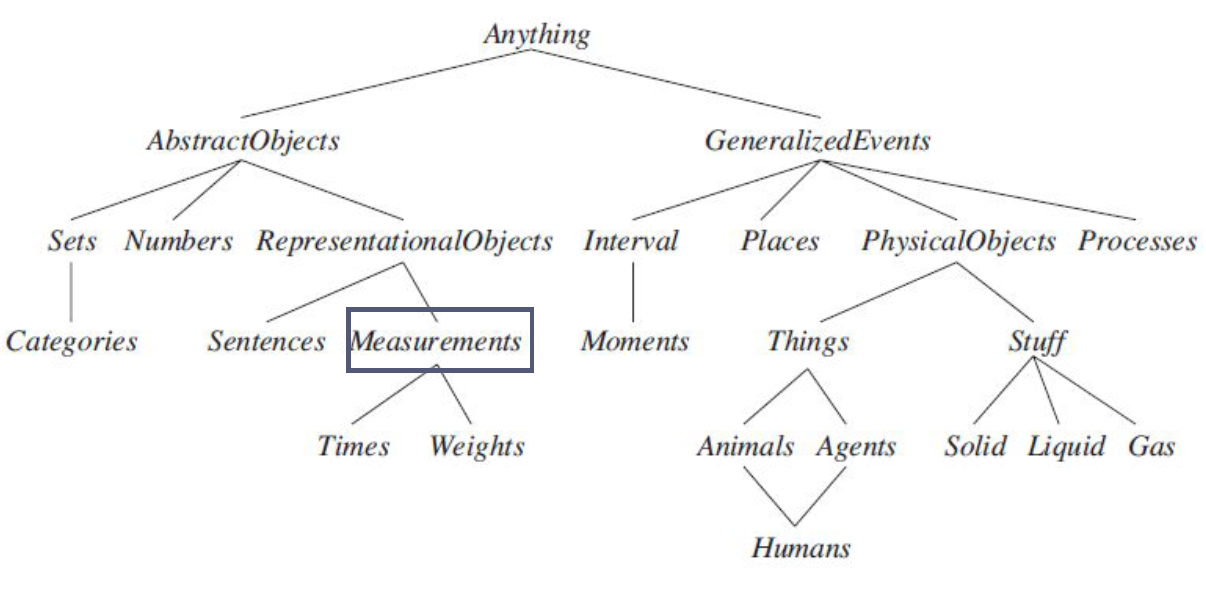 Anything
AbstractObjects GeneralizedEvents
Sets Numbers RepresentationalObjects Interval Places PhysicalObjects Processes
Categories Sentences Measurements Moments Things Stuff
Times Weights Animals Agents Solid Liquid Gas
Humans